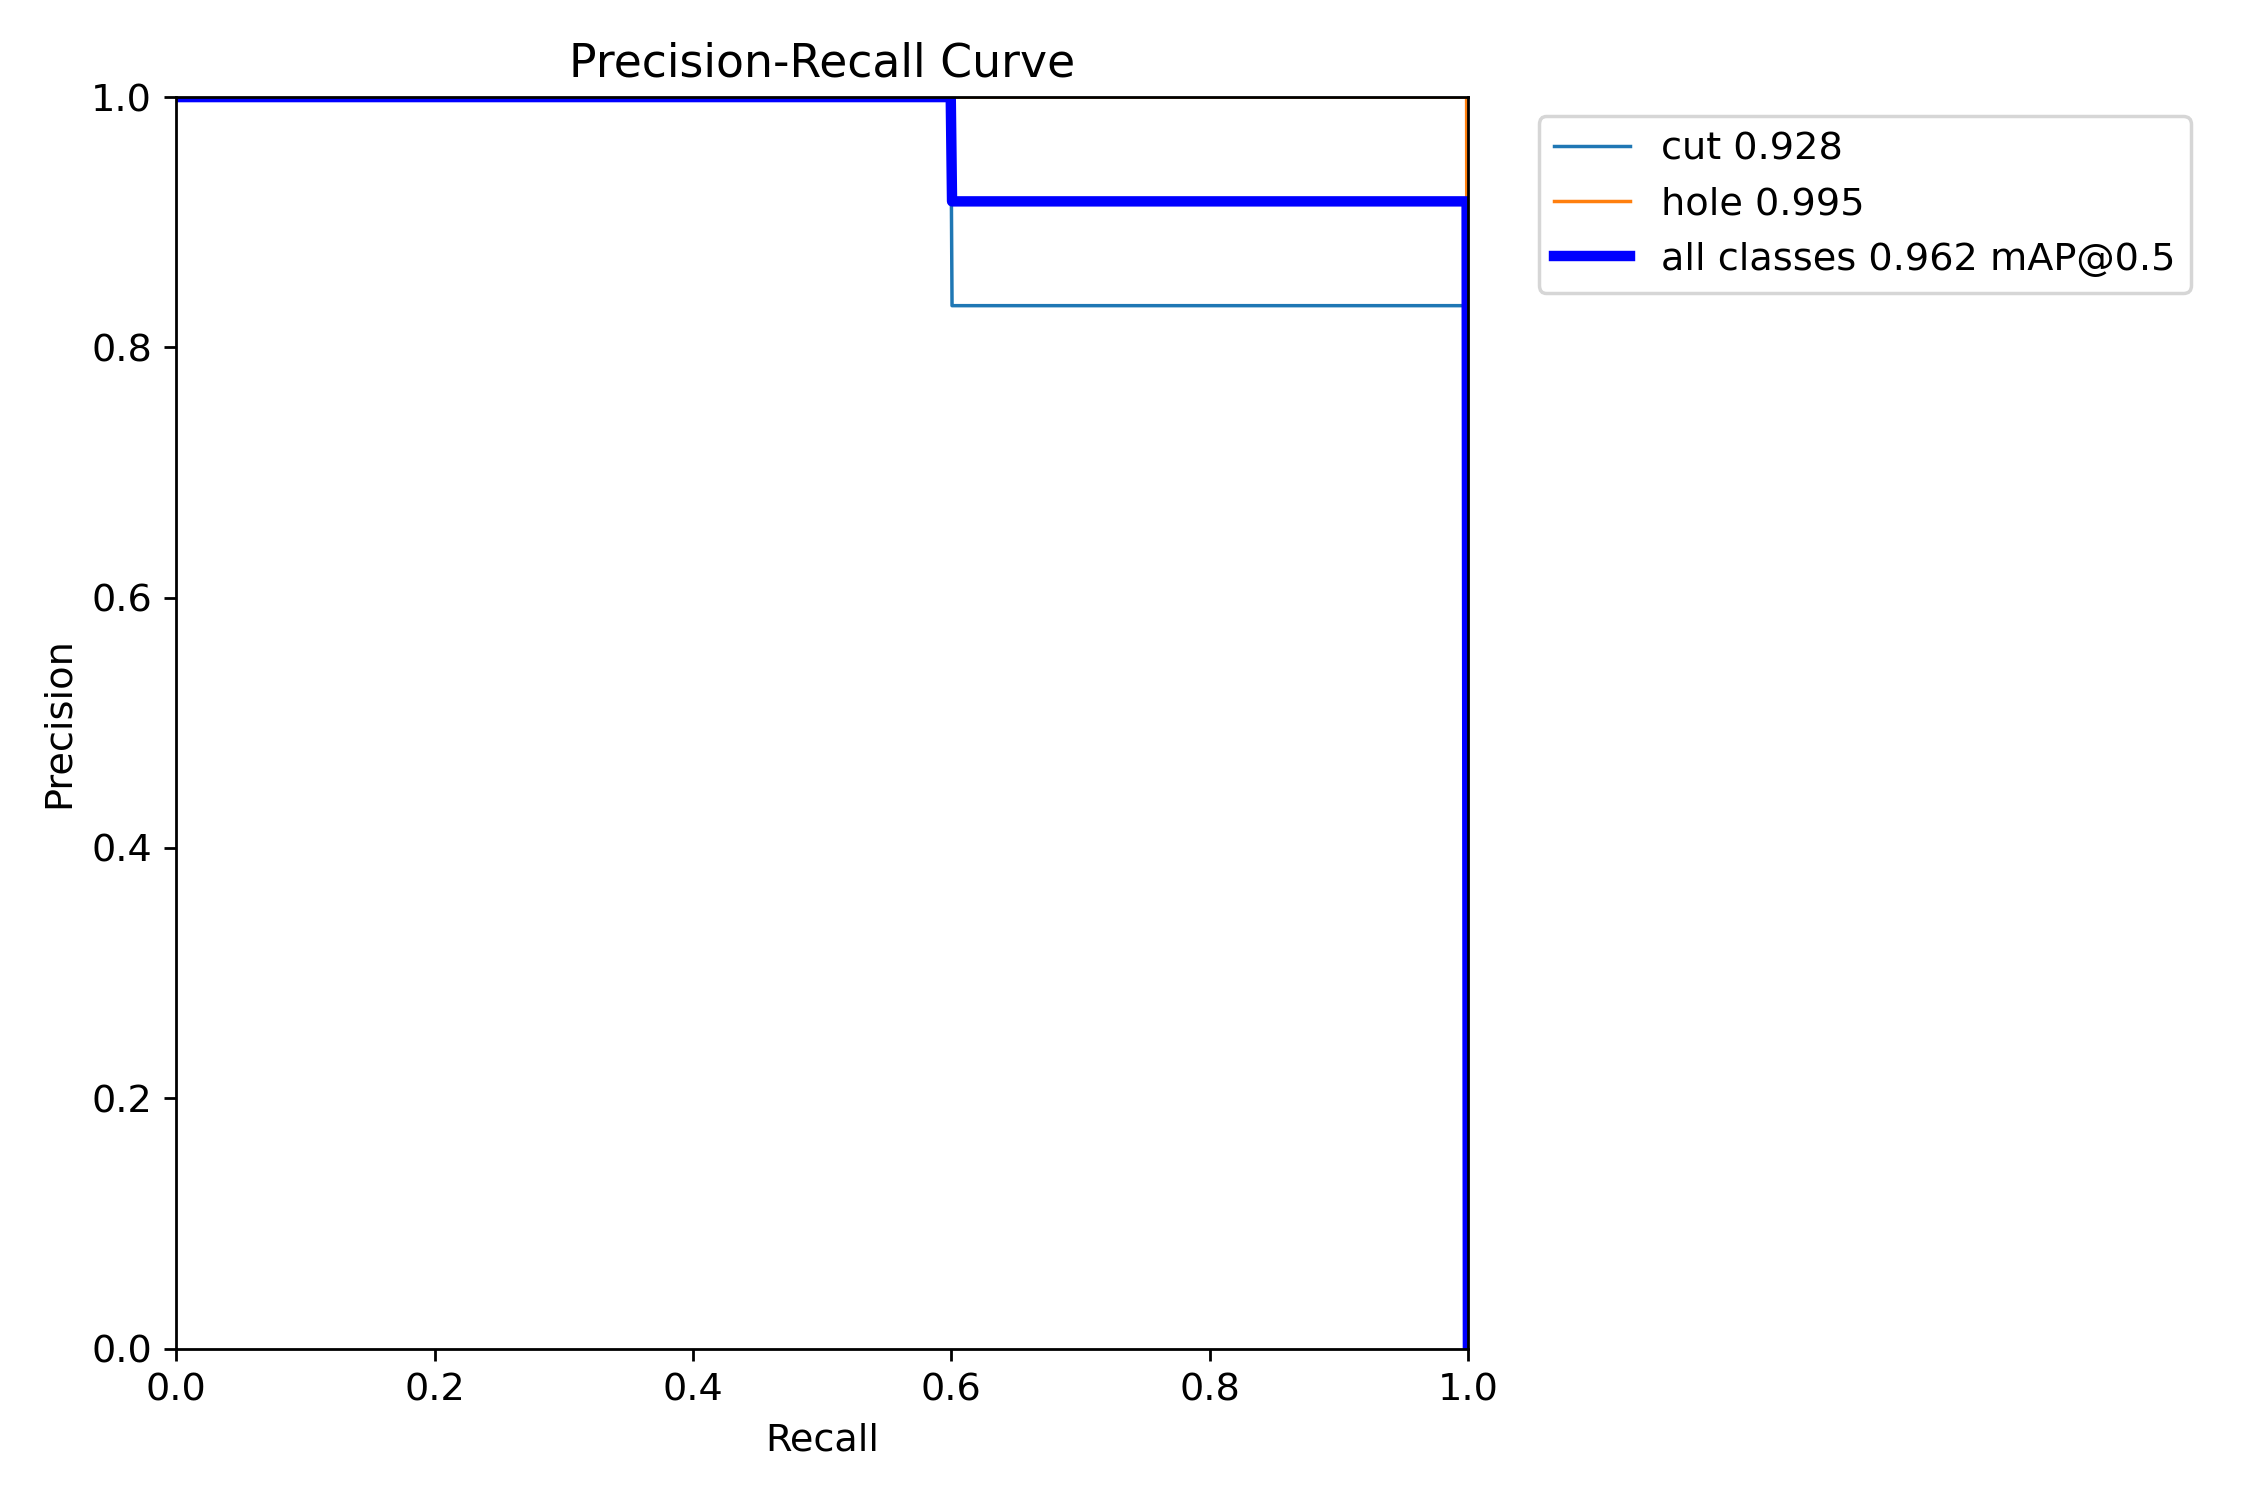 Precision-Recall Curve
cut 0.928
hole 0.995
all classes 0.962 mAP@0.5
Precision
1.0
0.8
0.6
0.4
0.2
0.0
0.0 0.2 0.4 0.6 0.8 1.0
Recall